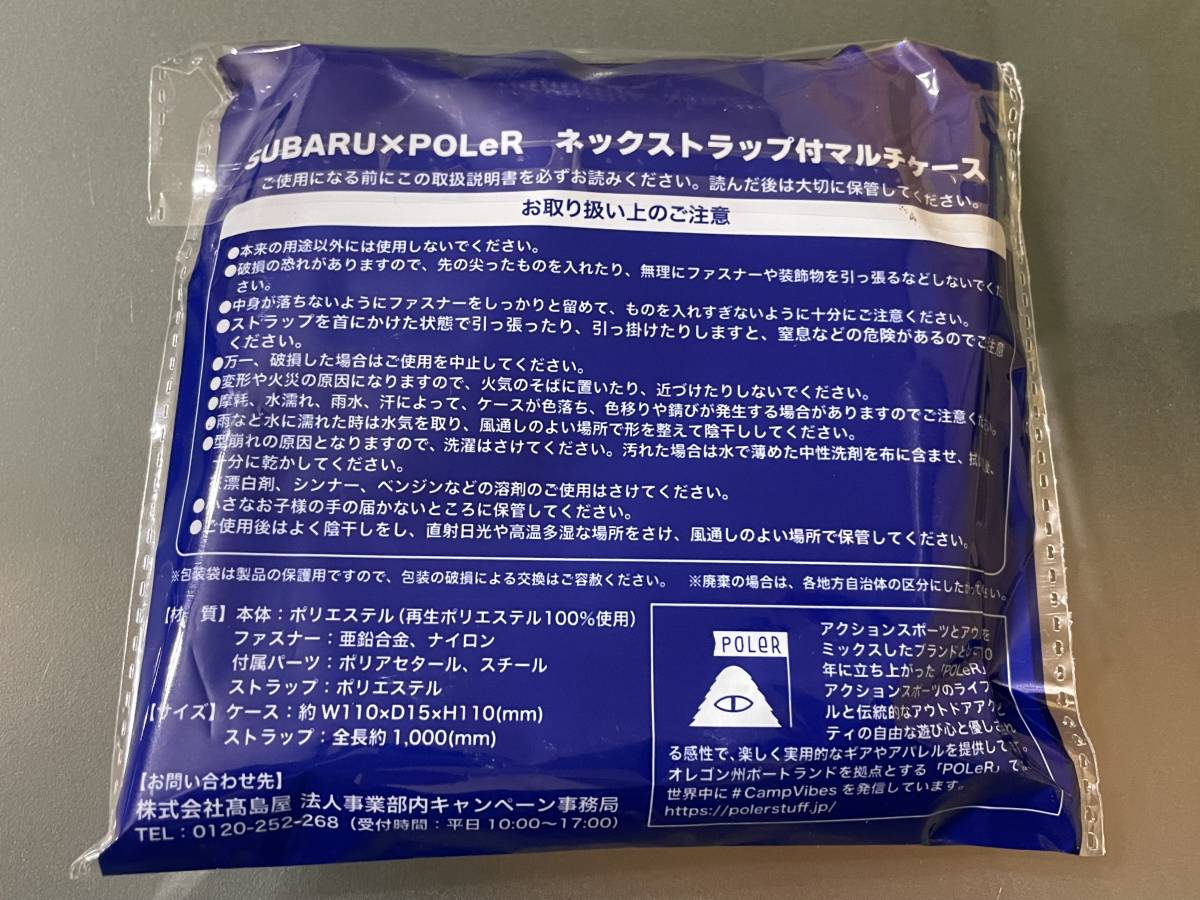 SUBARU×POLeR ネックストラップ付マルチケース
ご使用になる前にこの取扱説明書を必ずお読みください。読んだ後は大切に保管してください。
お取り扱い上のご注意
●本来の用途以外には使用しないでください。
●破損の恐れがありますので、先の尖ったものを入れたり、無理にファスナーや装飾物を引っ張るなどしないでくだ
さい。
●中身が落ちないようにファスナーをしっかりと留めて、ものを入れすぎないように十分にご注意ください。
●ストラップを首にかけた状態で引っ張ったり、引っ掛けたりしますと、窒息などの危険があるのでご注意
ください。
●万一、破損した場合はご使用を中止してください。
●変形や火災の原因になりますので、火気のそばに置いたり、近づけたりしないでください。
●摩耗、水濡れ、雨水、汗によって、ケースが色落ち、色移りや錆びが発生する場合がありますのでご注意ください。
●雨など水に濡れた時は水気を取り、風通しのよい場所で形を整えて陰干ししてください。
●型崩れの原因となりますので、洗濯はさけてください。汚れた場合は水で薄めた中性洗剤を布に含ませ、拭
十分に乾かしてください。
※漂白剤、シンナー、ベンジンなどの溶剤のご使用はさけてください。
●小さなお子様の手の届かないところに保管してください。
●ご使用後はよく陰干しをし、直射日光や高温多湿な場所をさけ、風通しのよい場所で保管してください。
※包装袋は製品の保護用ですので、包装の破損による交換はご容赦ください。 ※廃棄の場合は、各地方自治体の区分にしたがってください。
【材 質】本体：ポリエステル（再生ポリエステル100%使用）
ファスナー：亜鉛合金、ナイロン
付属パーツ：ポリアセタール、スチール
ストラップ：ポリエステル
【サイズ】ケース：約W110×D15×H110(mm)
ストラップ：全長約1,000(mm)
【お問い合わせ先】
株式会社髙島屋 法人事業部内キャンペーン事務局
TEL：0120-252-268（受付時間：平日10:00〜17:00）
POLeR
アクションスポーツとアウ を
ミックスしたブランドと
年に立ち上がった「POLeR」
アクションスポーツのライフ
ルと伝統的なアウトドアアク
ティの自由な遊び心と優しさ
る感性で、楽しく実用的なギアやアパレルを提供して
オレゴン州ポートランドを拠点とする「POLeR」で、
世界中に#CampVibesを発信しています。
https://polerstuff.jp/